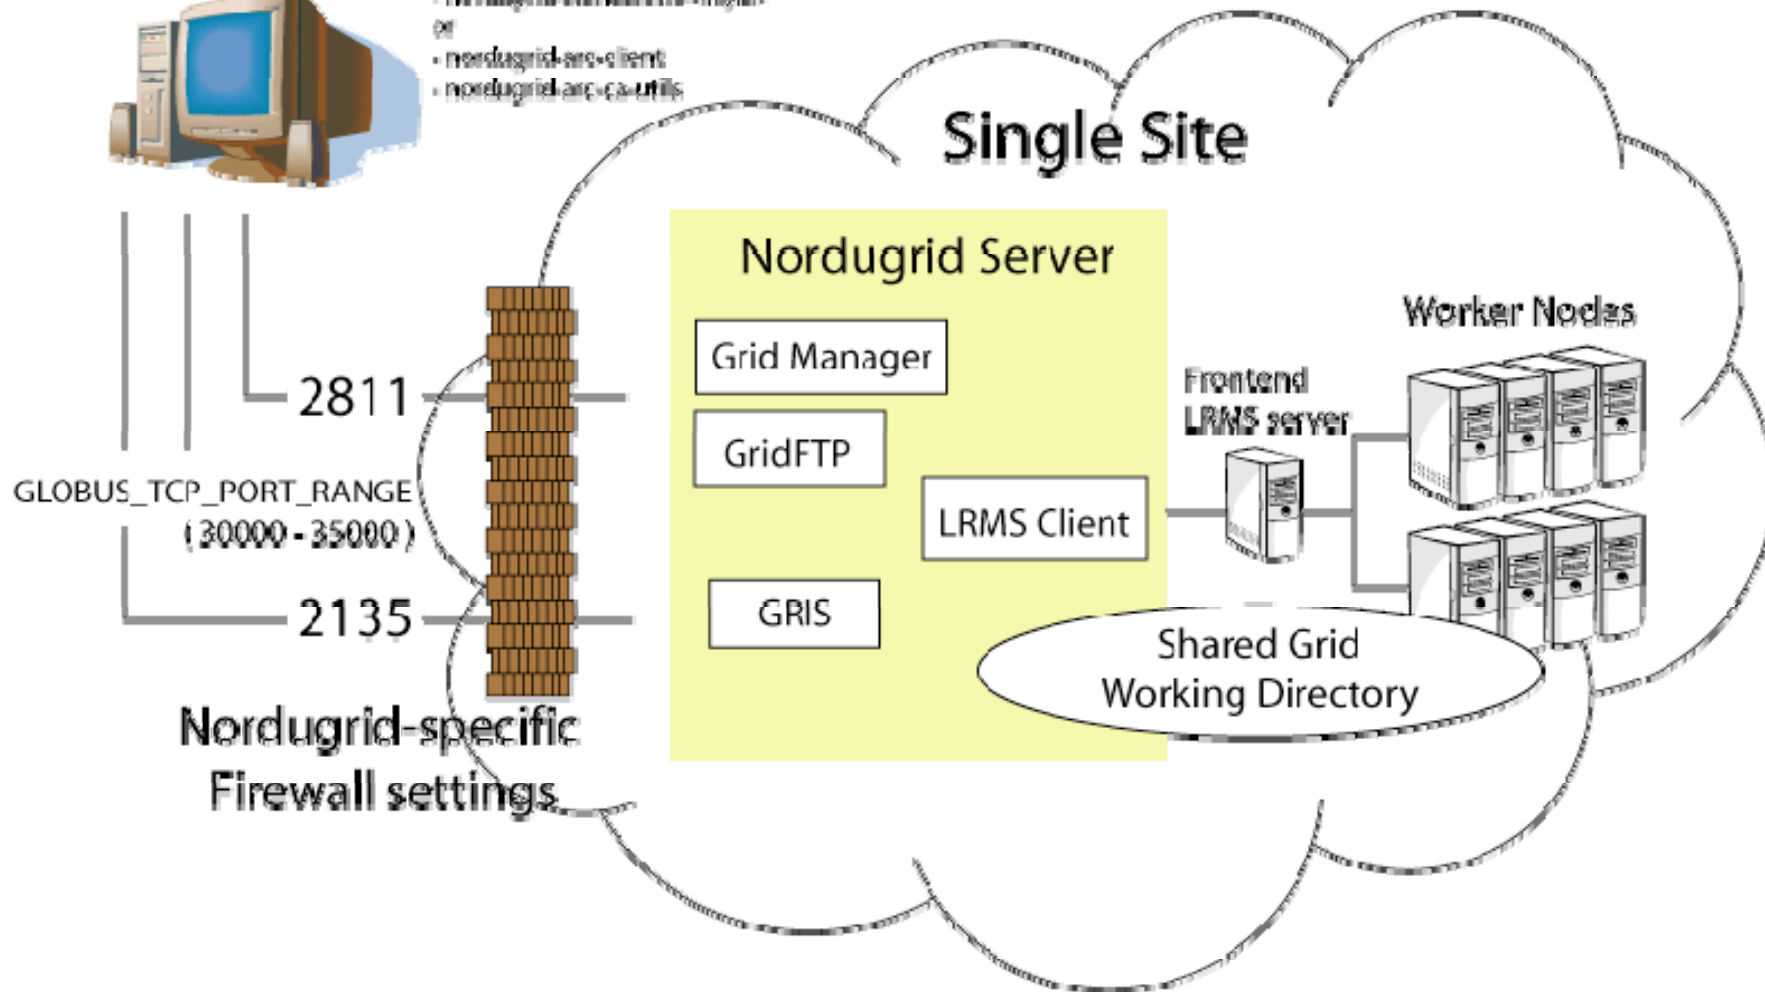 or
- nordugrid-arc-client
- nordugrid-arc-ca-utils
Single Site
Nordugrid Server
Grid Manager
GridFTP
LRMS Client
GRIS
Shared Grid
Working Directory
Frontend
LRMS server
Worker Nodes
2811
GLOBUS_TCP_PORT_RANGE
( 30000 - 35000 )
2135
Nordugrid-specific
Firewall settings